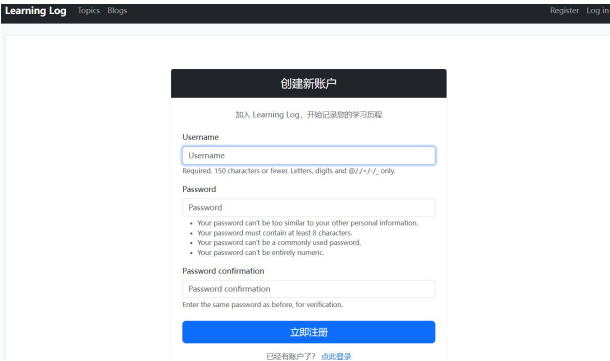 Learning Log Topics Blogs Register Log in
创建新账户
加入 Learning Log，开始记录您的学习历程
Username
Username
Required. 150 characters or fewer. Letters, digits and @/./+/-/_ only.
Password
Password
• Your password can't be too similar to your other personal information.
• Your password must contain at least 8 characters.
• Your password can't be a commonly used password.
• Your password can't be entirely numeric.
Password confirmation
Password confirmation
Enter the same password as before, for verification.
立即注册
已经有账户了？ 点此登录